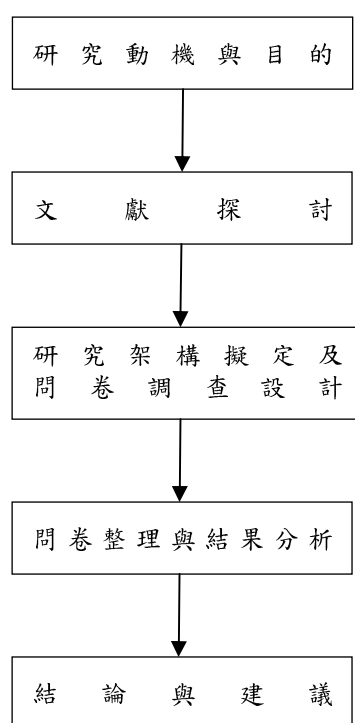 研究動機與目的
文獻探討
研究架構擬定及
問卷調查設計
問卷整理與結果分析
結論與建議